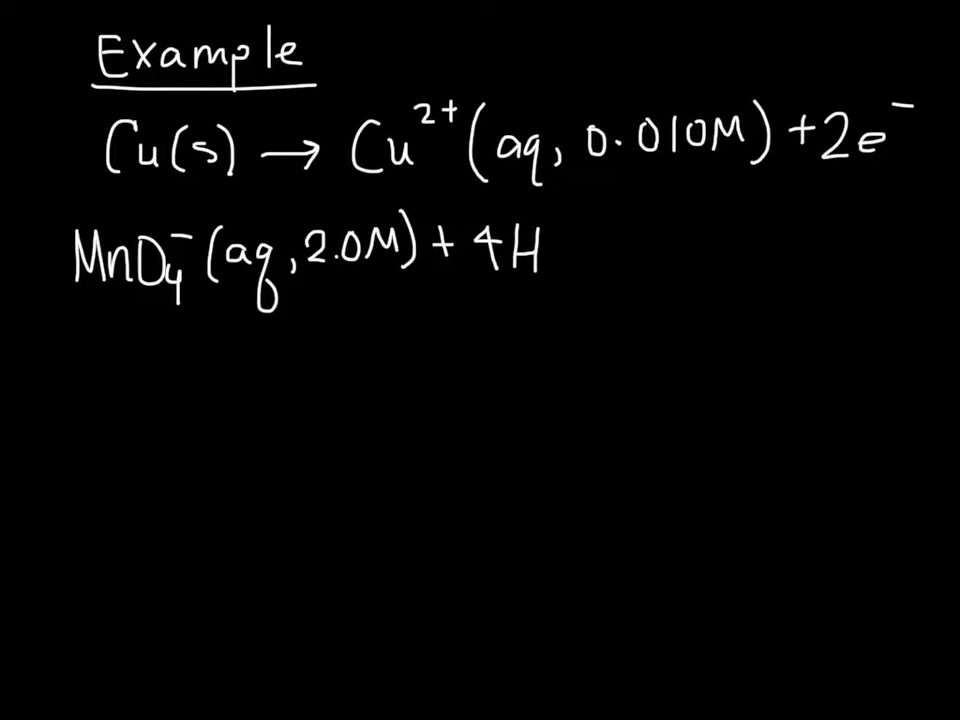 Example
Cu(s) → Cu²⁺(aq, 0.010M) + 2e⁻
MnO₄⁻(aq, 2.0M) + 4H